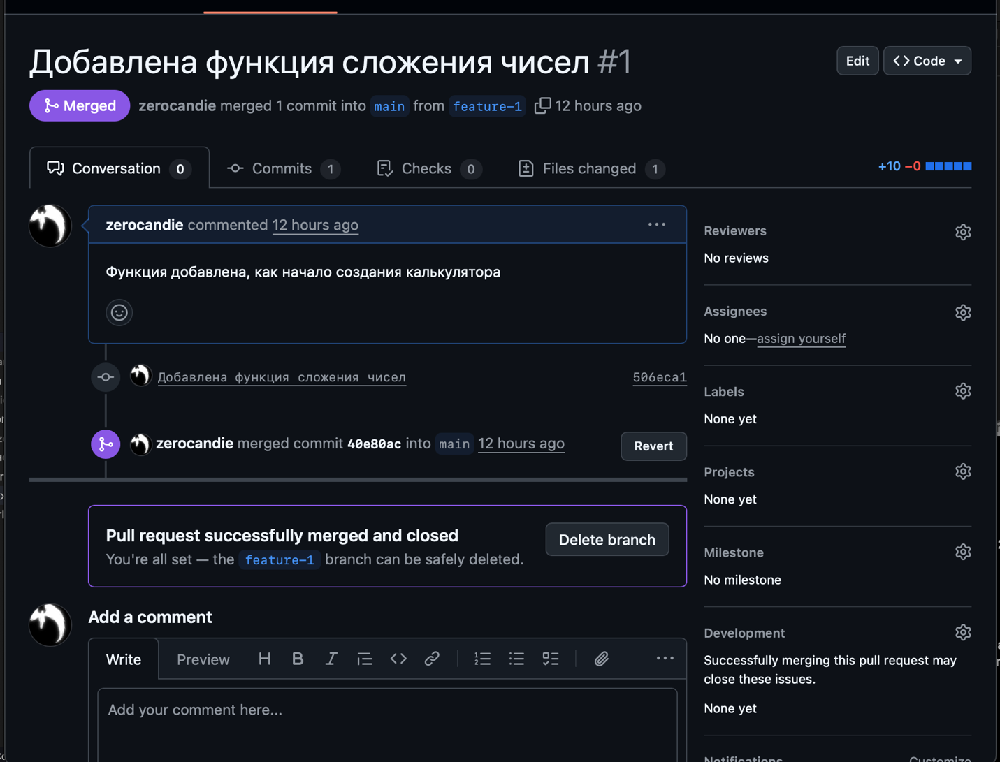 Добавлена функция сложения чисел #1
Edit
Code
Merged
zerocandie merged 1 commit into main from feature-1 12 hours ago
Conversation 0
Commits 1
Checks 0
Files changed 1
+10 −0
zerocandie commented 12 hours ago
Функция добавлена, как начало создания калькулятора
Добавлена функция сложения чисел 506eca1
zerocandie merged commit 40e80ac into main 12 hours ago
Revert
Pull request successfully merged and closed
You're all set — the feature-1 branch can be safely deleted.
Delete branch
Add a comment
Write
Preview
Add your comment here...
Reviewers
No reviews
Assignees
No one—assign yourself
Labels
None yet
Projects
None yet
Milestone
No milestone
Development
Successfully merging this pull request may
close these issues.
None yet
Notifications
Customize